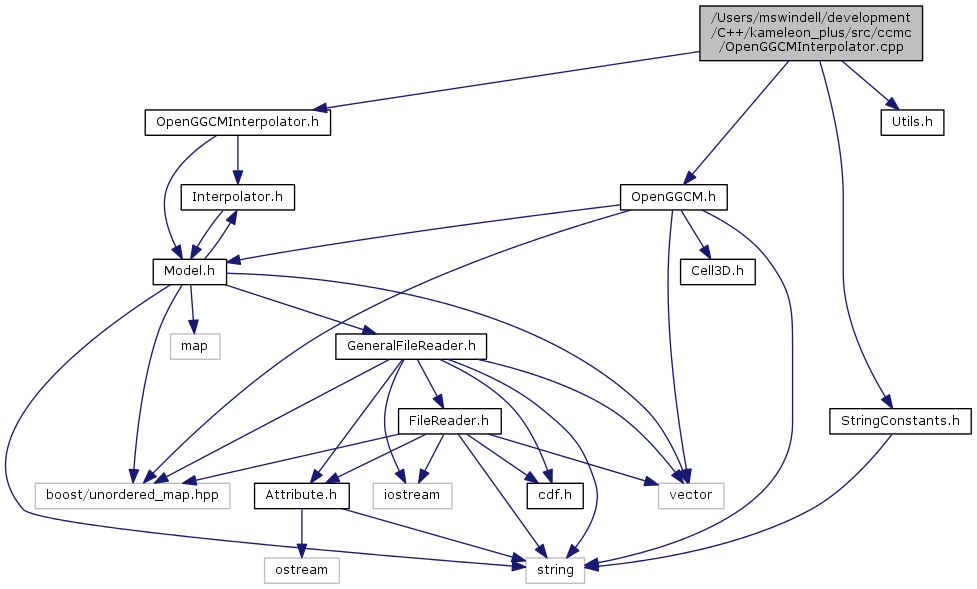 /Users/mswindell/development
/C++/kameleon_plus/src/ccmc
/OpenGGCMInterpolator.cpp
OpenGGCMInterpolator.h
Utils.h
Interpolator.h
OpenGGCM.h
Model.h
Cell3D.h
map
GeneralFileReader.h
FileReader.h
StringConstants.h
boost/unordered_map.hpp
Attribute.h
iostream
cdf.h
vector
ostream
string